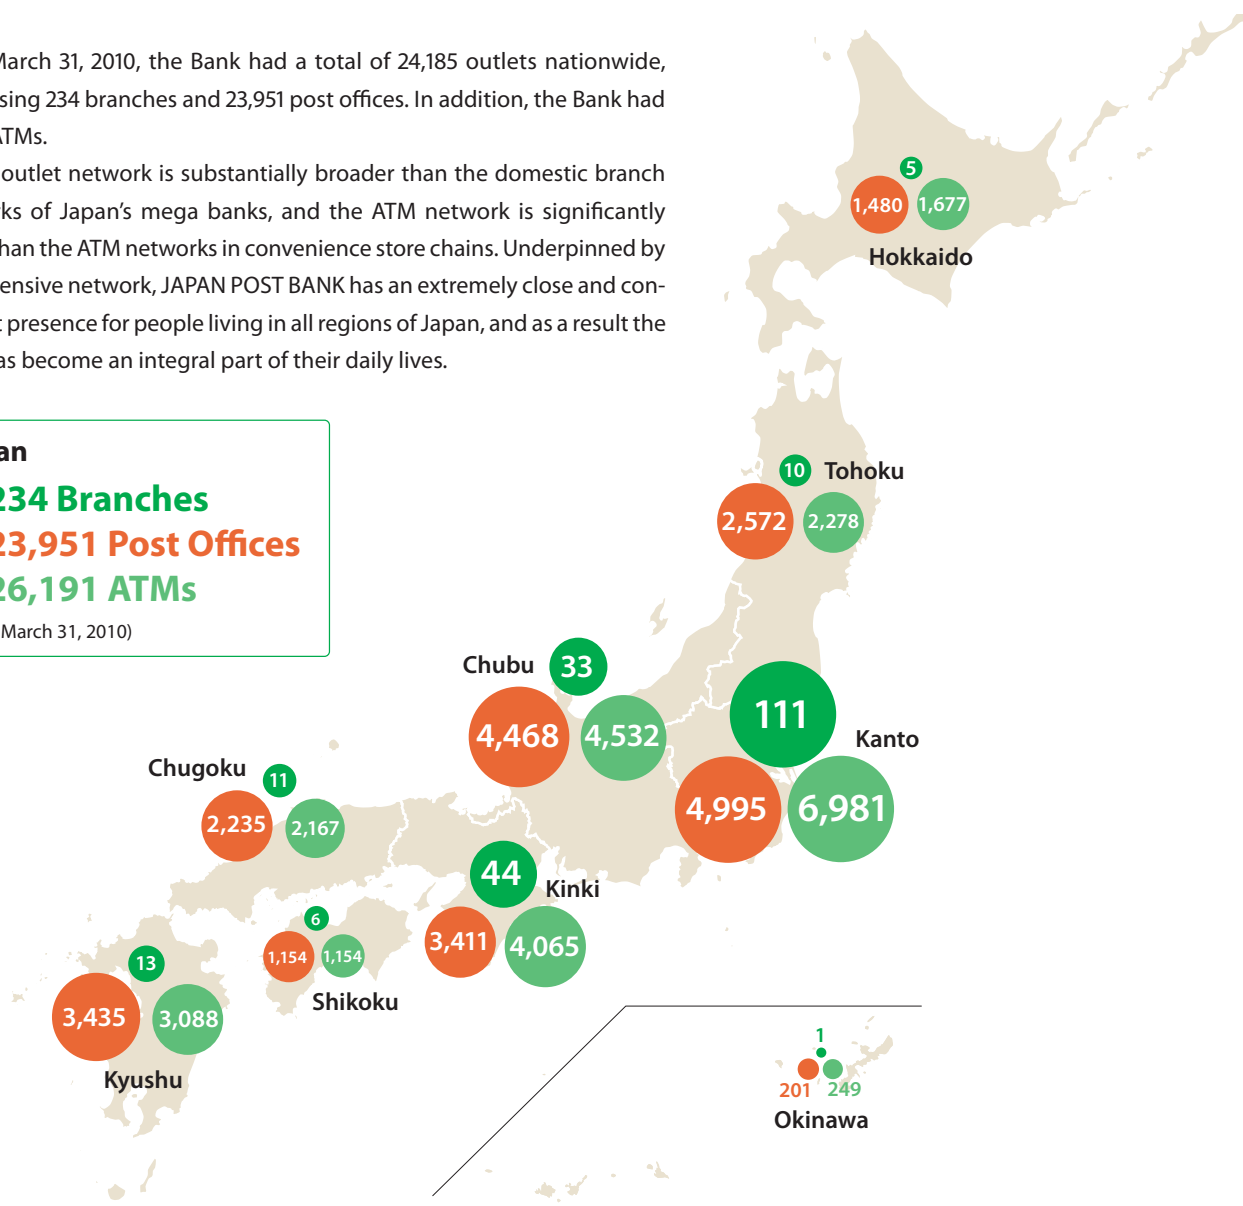 March 31, 2010, the Bank had a total of 24,185 outlets nationwide,
sing 234 branches and 23,951 post offices. In addition, the Bank had
ATMs.
outlet network is substantially broader than the domestic branch
ks of Japan's mega banks, and the ATM network is significantly
han the ATM networks in convenience store chains. Underpinned by
ensive network, JAPAN POST BANK has an extremely close and con-
t presence for people living in all regions of Japan, and as a result the
as become an integral part of their daily lives.
an
234 Branches
23,951 Post Offices
26,191 ATMs
March 31, 2010)
5
1,480 1,677
Hokkaido
10 Tohoku
2,572 2,278
Chubu 33
4,468 4,532
111
Kanto
4,995 6,981
Chugoku 11
2,235 2,167
44
Kinki
3,411 4,065
6
1,154 1,154
Shikoku
13
3,435 3,088
Kyushu
1
201 249
Okinawa